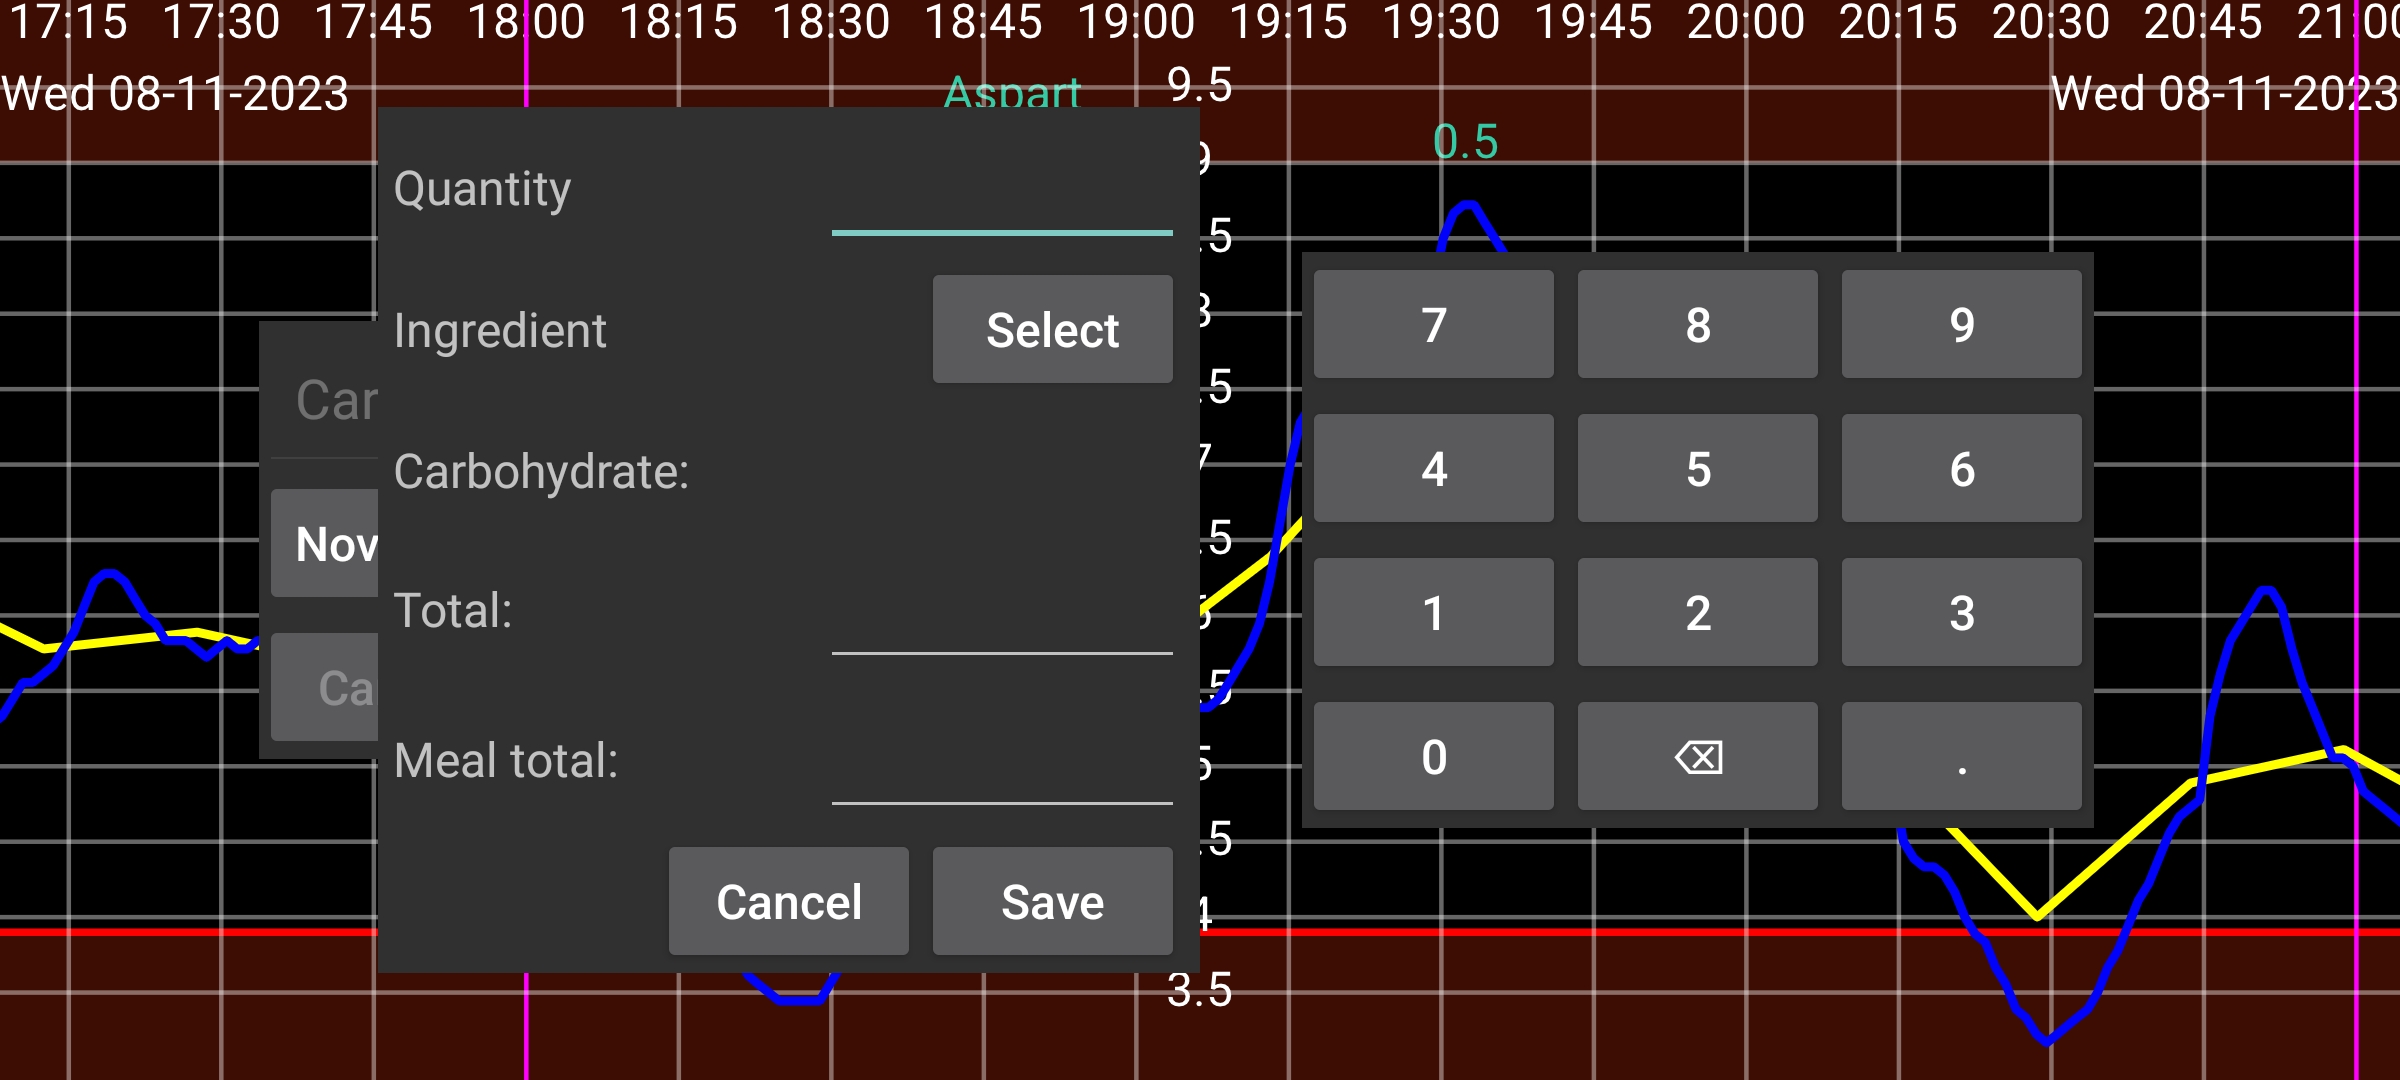 17:15 17:30 17:45 18:00 18:15 18:30 18:45 19:00 19:15 19:30 19:45 20:00 20:15 20:30 20:45 21:00
Wed 08-11-2023 Aspart 9.5 Wed 08-11-2023
0.5
9
Quantity
.5
Ingredient Select
8
7 8 9
Car
.5
Carbohydrate:
7
4 5 6
Nov
.5
Total:
6
1 2 3
Ca
.5
Meal total:
5
0 .
.5
Cancel Save
4
3.5